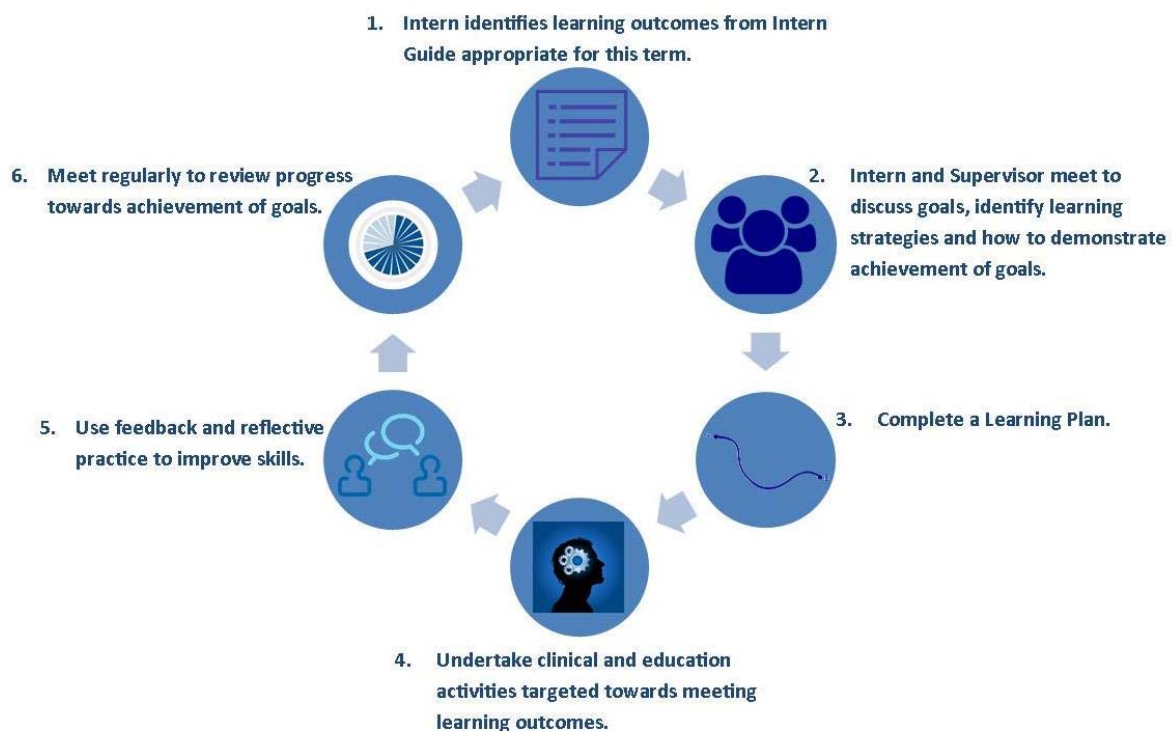 1. Intern identifies learning outcomes from Intern
Guide appropriate for this term.
2. Intern and Supervisor meet to
discuss goals, identify learning
strategies and how to demonstrate
achievement of goals.
3. Complete a Learning Plan.
4. Undertake clinical and education
activities targeted towards meeting
learning outcomes.
5. Use feedback and reflective
practice to improve skills.
6. Meet regularly to review progress
towards achievement of goals.